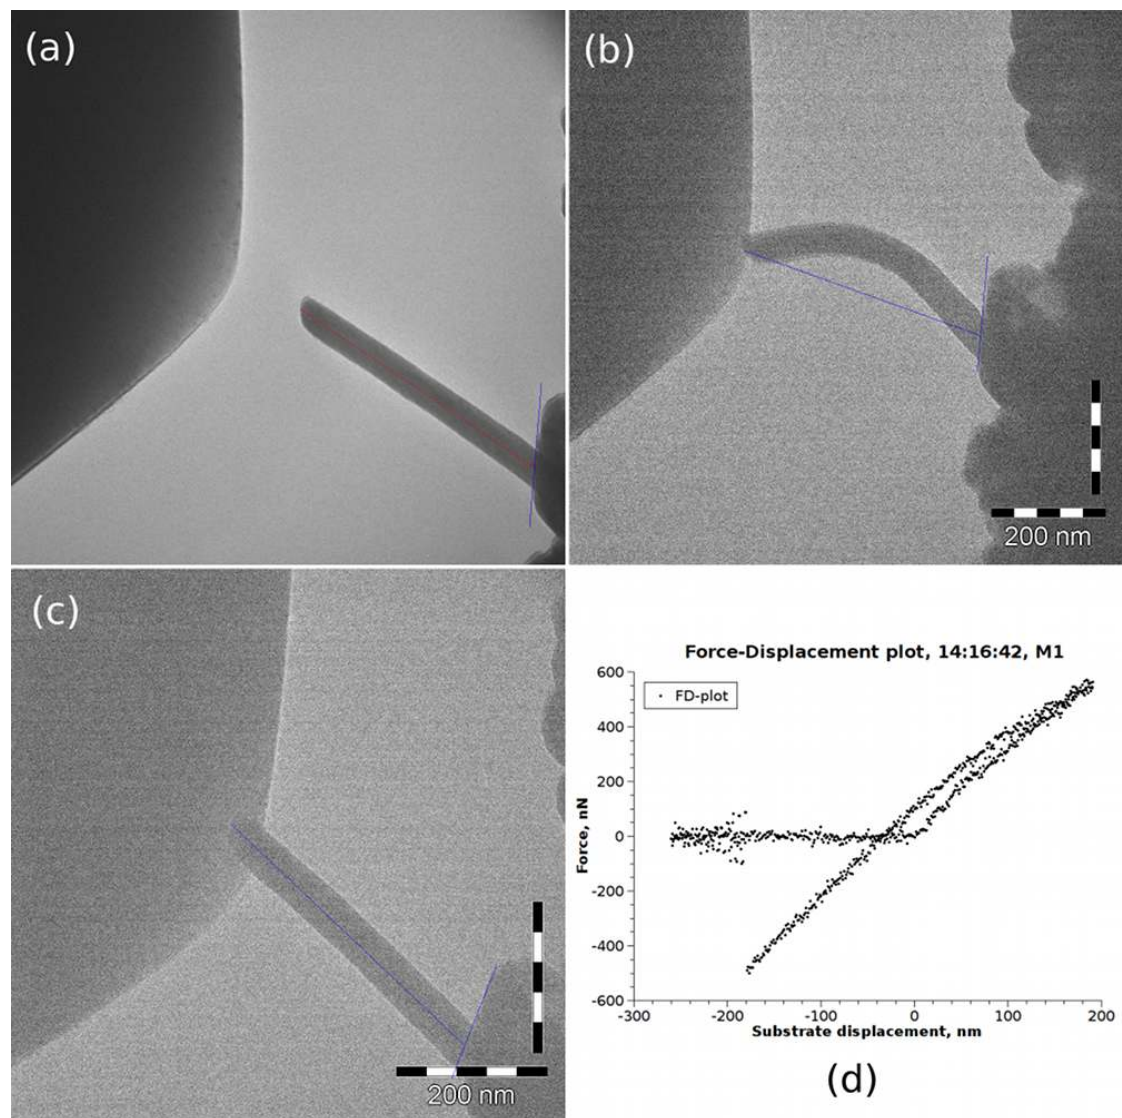 (a)
(b)
200 nm
(c)
200 nm
Force-Displacement plot, 14:16:42, M1
FD-plot
600
400
200
0
-200
-400
-600
Force, nN
-300
-200
-100
0
100
200
Substrate displacement, nm
(d)